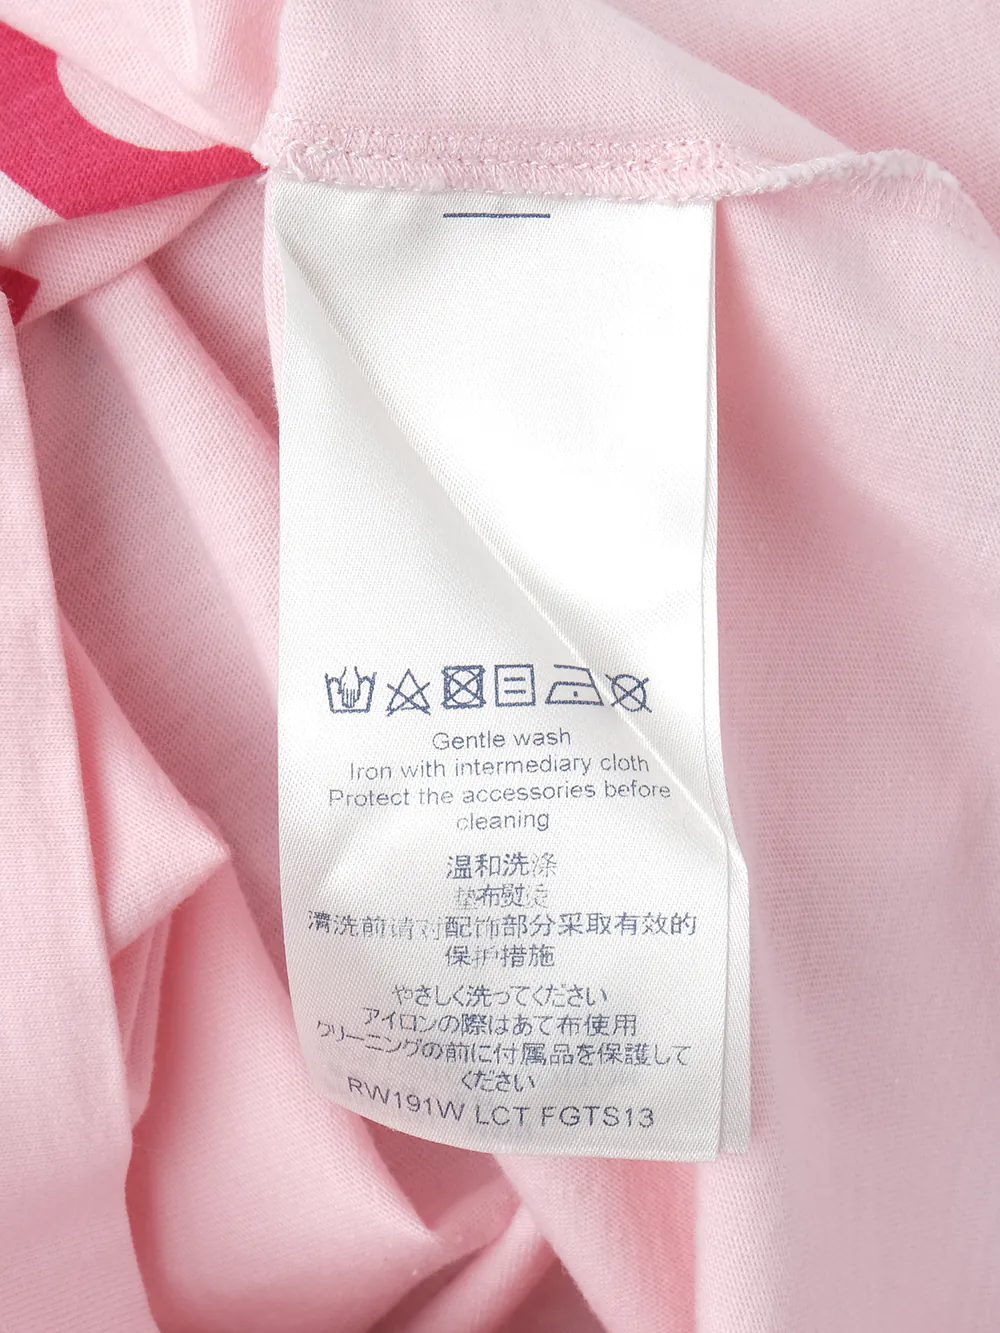 Gentle wash
Iron with intermediary cloth
Protect the accessories before
cleaning
温和洗涤
垫布熨烫
清洗前请对配饰部分采取有效的
保护措施
やさしく洗ってください
アイロンの際はあて布使用
クリーニングの前に付属品を保護して
ください
RW191W LCT FGTS13